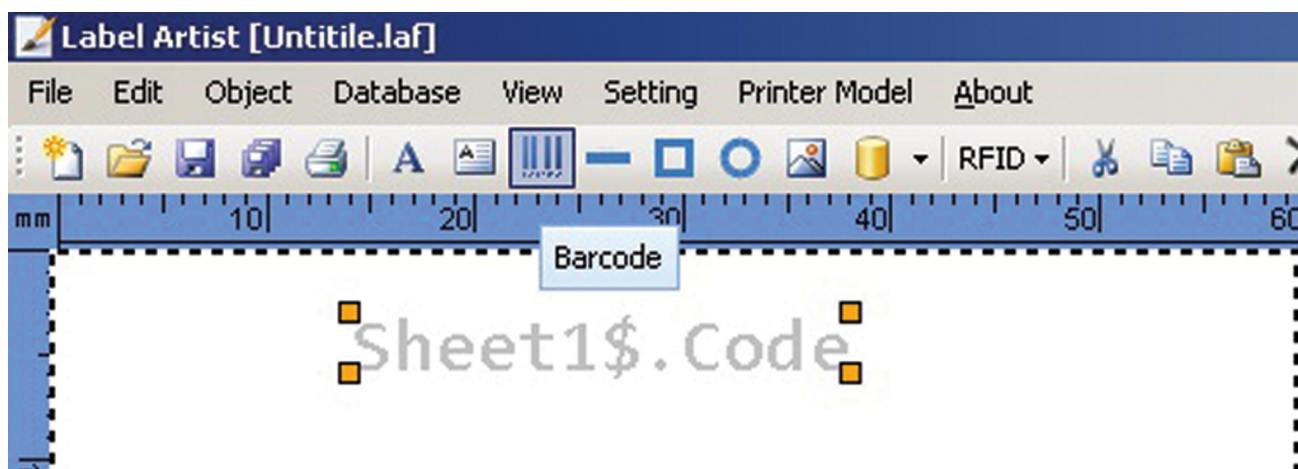 Label Artist [Untitile.laf]
File Edit Object Database View Setting Printer Model About
A A RFID
mm 10 20 30 40 50 60
Barcode
Sheet1$.Code